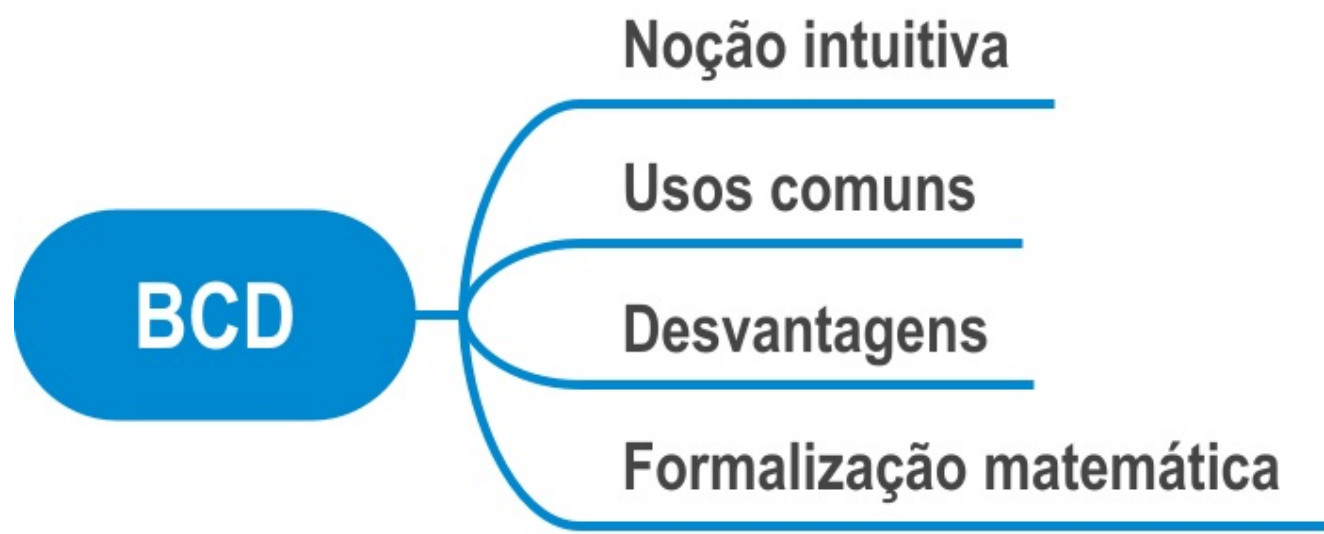 BCD
Noção intuitiva
Usos comuns
Desvantagens
Formalização matemática